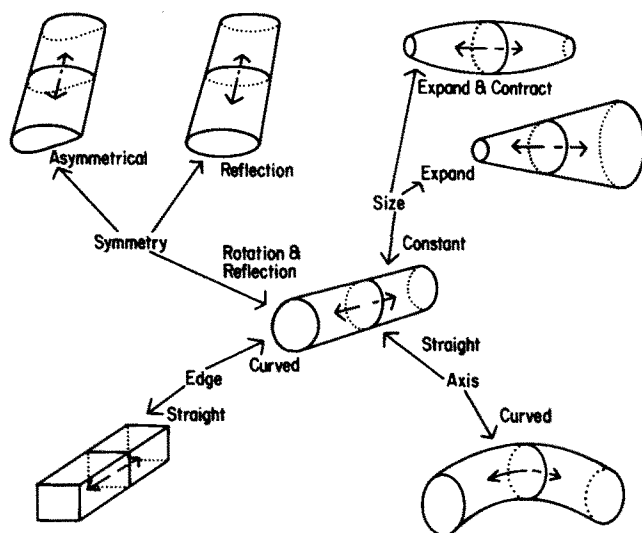 Expand & Contract
Asymmetrical
Reflection
Expand
Size
Symmetry
Constant
Rotation &
Reflection
Straight
Edge
Curved
Axis
Straight
Curved